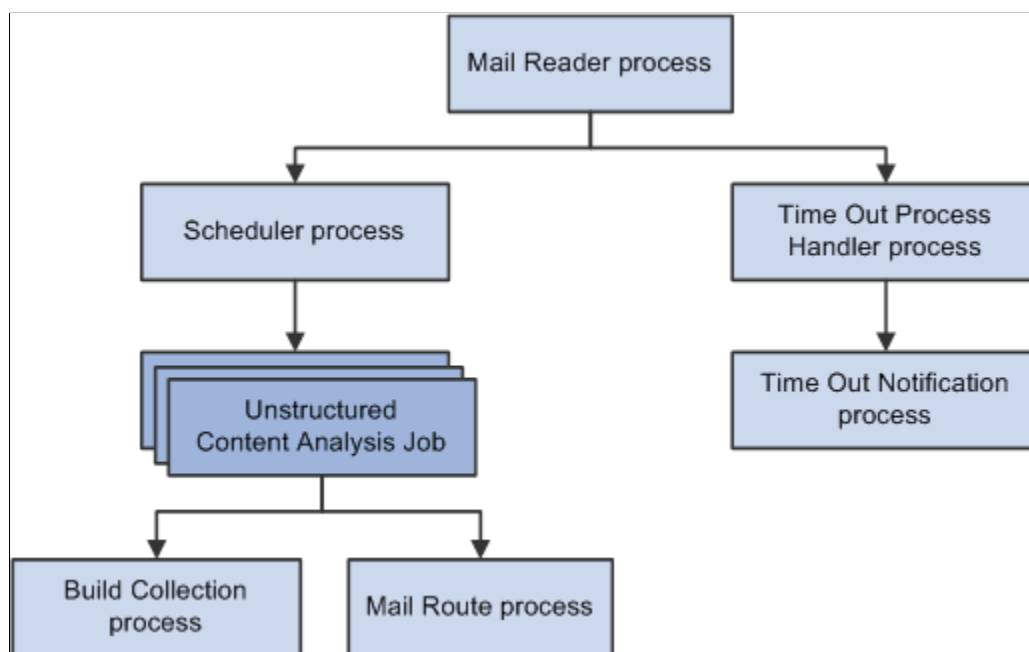 Mail Reader process
Scheduler process
Time Out Process
Handler process
Unstructured
Content Analysis Job
Time Out Notification
process
Build Collection
process
Mail Route process